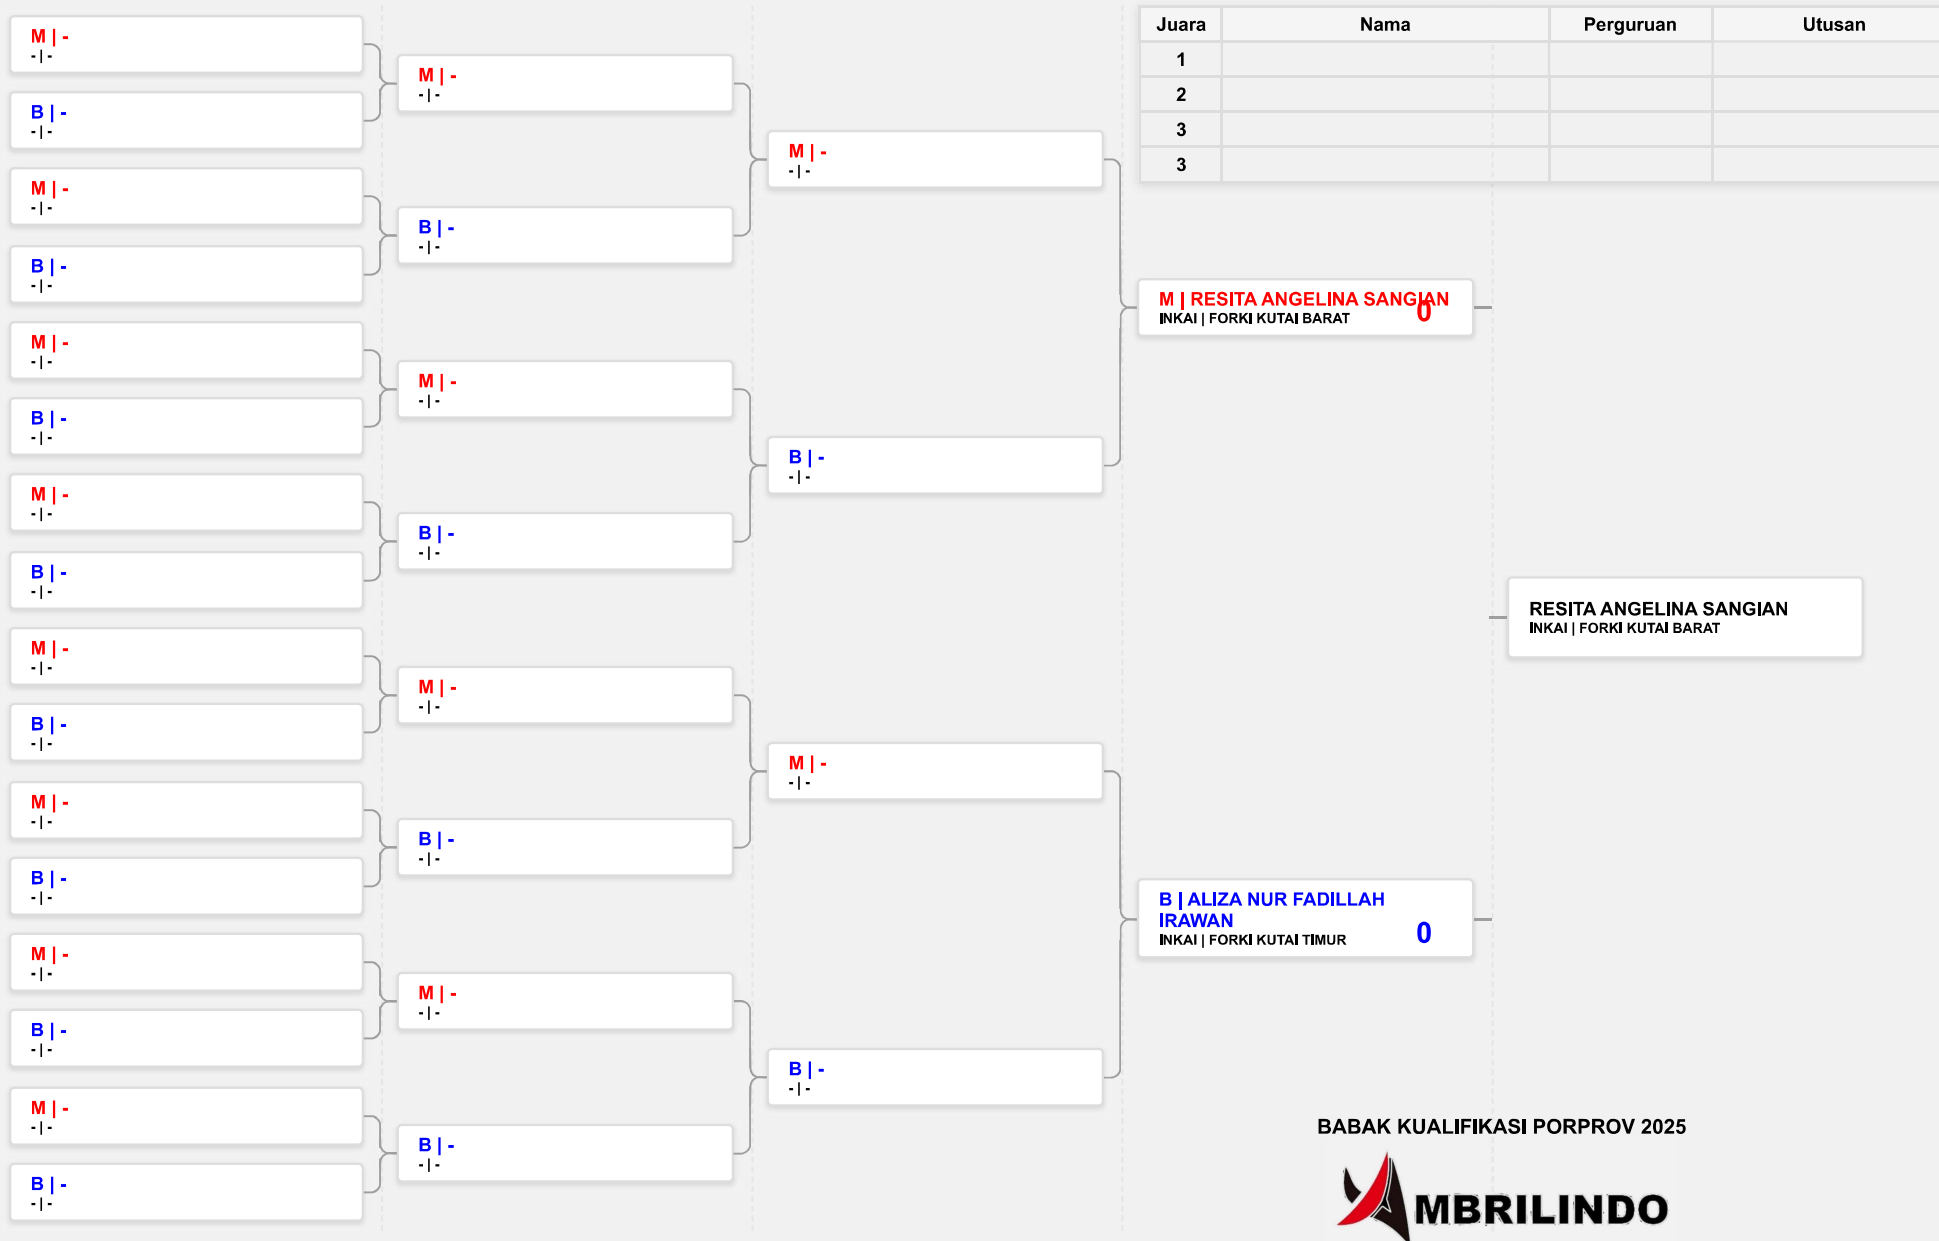 M | -
- | -
B | -
- | -
M | -
- | -
B | -
- | -
M | -
- | -
B | -
- | -
M | -
- | -
B | -
- | -
M | -
- | -
B | -
- | -
M | -
- | -
B | -
- | -
M | -
- | -
B | -
- | -
M | -
- | -
B | -
- | -
M | -
- | -
B | -
- | -
M | -
- | -
B | -
- | -
M | -
- | -
B | -
- | -
M | -
- | -
B | -
- | -
M | -
- | -
B | -
- | -
M | -
- | -
B | -
- | -
Juara Nama Perguruan Utusan
1
2
3
3
M | RESITA ANGELINA SANGIAN
INKAI | FORKI KUTAI BARAT 0
B | ALIZA NUR FADILLAH
IRAWAN
INKAI | FORKI KUTAI TIMUR 0
RESITA ANGELINA SANGIAN
INKAI | FORKI KUTAI BARAT
BABAK KUALIFIKASI PORPROV 2025
AMBRILINDO